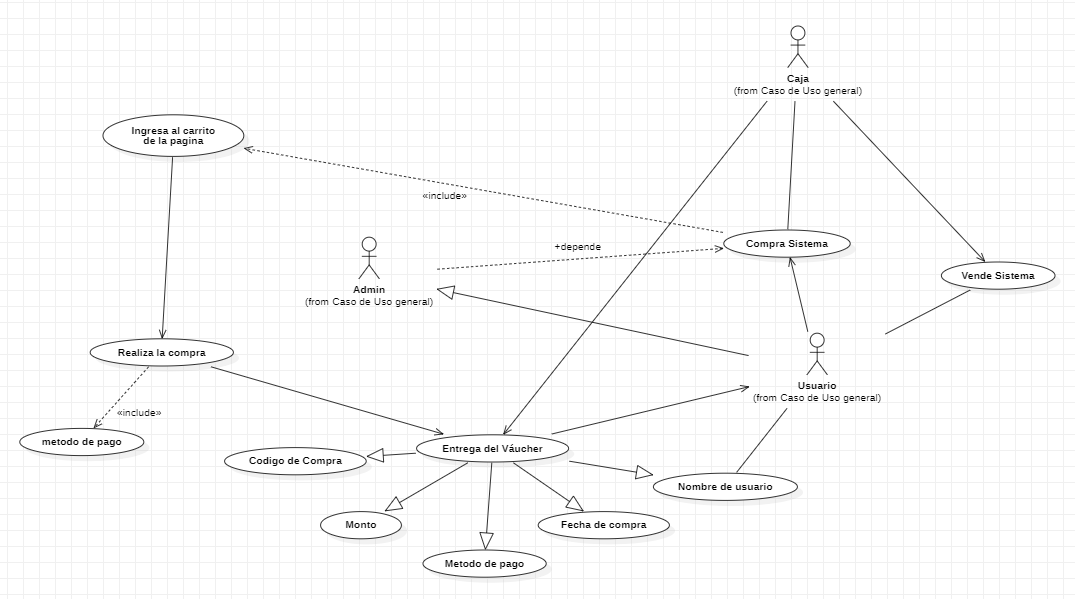 Caja
(from Caso de Uso general)
Ingresa al carrito
de la pagina
«include»
+depende
Compra Sistema
Vende Sistema
Admin
(from Caso de Uso general)
Realiza la compra
Usuario
(from Caso de Uso general)
«include»
metodo de pago
Entrega del Váucher
Codigo de Compra
Nombre de usuario
Monto
Fecha de compra
Metodo de pago